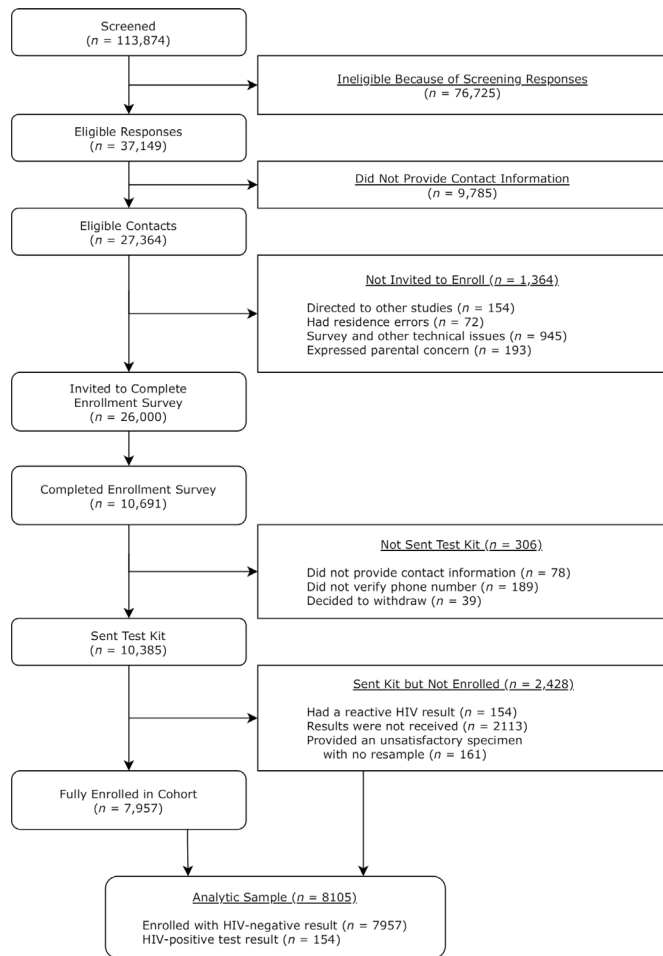 Screened
(n = 113,874)
Ineligible Because of Screening Responses
(n = 76,725)
Eligible Responses
(n = 37,149)
Did Not Provide Contact Information
(n = 9,785)
Eligible Contacts
(n = 27,364)
Not Invited to Enroll (n = 1,364)
Directed to other studies (n = 154)
Had residence errors (n = 72)
Survey and other technical issues (n = 945)
Expressed parental concern (n = 193)
Invited to Complete
Enrollment Survey
(n = 26,000)
Completed Enrollment Survey
(n = 10,691)
Not Sent Test Kit (n = 306)
Did not provide contact information (n = 78)
Did not verify phone number (n = 189)
Decided to withdraw (n = 39)
Sent Test Kit
(n = 10,385)
Sent Kit but Not Enrolled (n = 2,428)
Had a reactive HIV result (n = 154)
Results were not received (n = 2113)
Provided an unsatisfactory specimen
with no resample (n = 161)
Fully Enrolled in Cohort
(n = 7,957)
Analytic Sample (n = 8105)
Enrolled with HIV-negative result (n = 7957)
HIV-positive test result (n = 154)